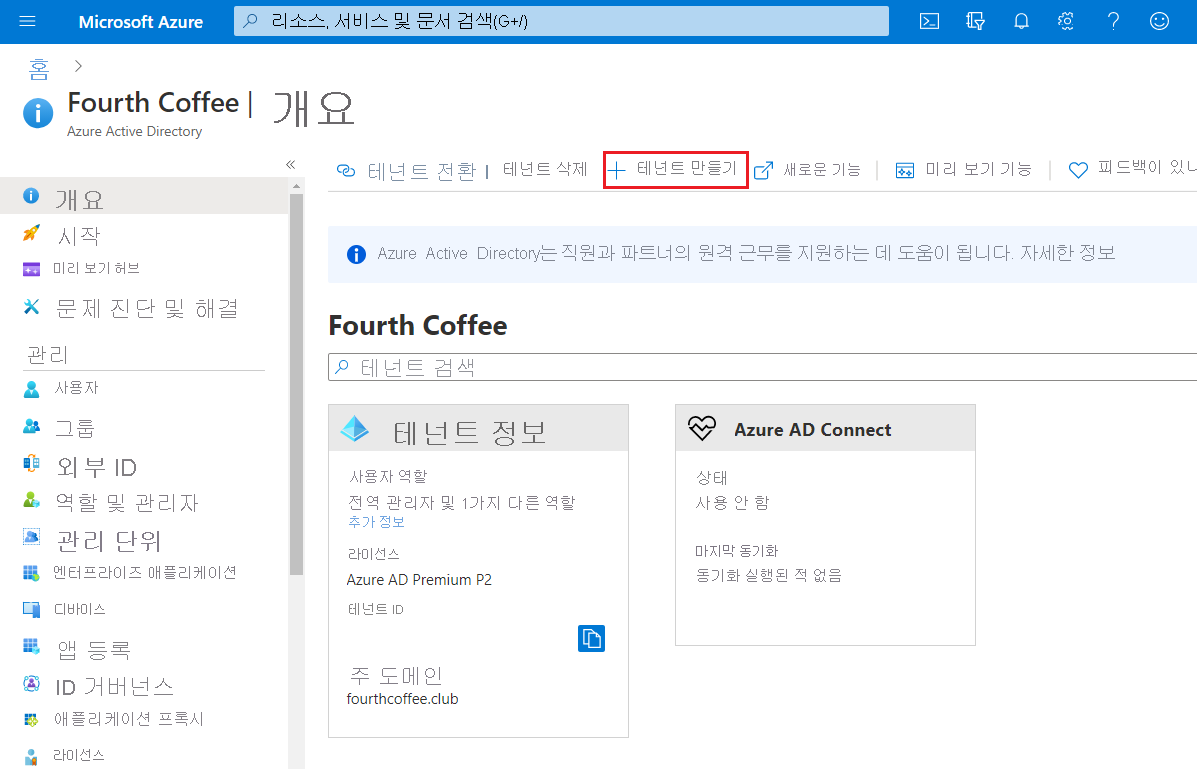 Microsoft Azure
리소스, 서비스 및 문서 검색(G+/)
홈
Fourth Coffee | 개요
Azure Active Directory
테넌트 전환 | 테넌트 삭제 테넌트 만들기 새로운 기능 미리 보기 기능 피드백이 있
개요
시작
미리 보기 허브
문제 진단 및 해결
관리
사용자
그룹
외부 ID
역할 및 관리자
관리 단위
엔터프라이즈 애플리케이션
디바이스
앱 등록
ID 거버넌스
애플리케이션 프록시
라이선스
Azure Active Directory는 직원과 파트너의 원격 근무를 지원하는 데 도움이 됩니다. 자세한 정보
Fourth Coffee
테넌트 검색
테넌트 정보
사용자 역할
전역 관리자 및 1가지 다른 역할
추가 정보
라이선스
Azure AD Premium P2
테넌트 ID
주 도메인
fourthcoffee.club
Azure AD Connect
상태
사용 안 함
마지막 동기화
동기화 실행된 적 없음